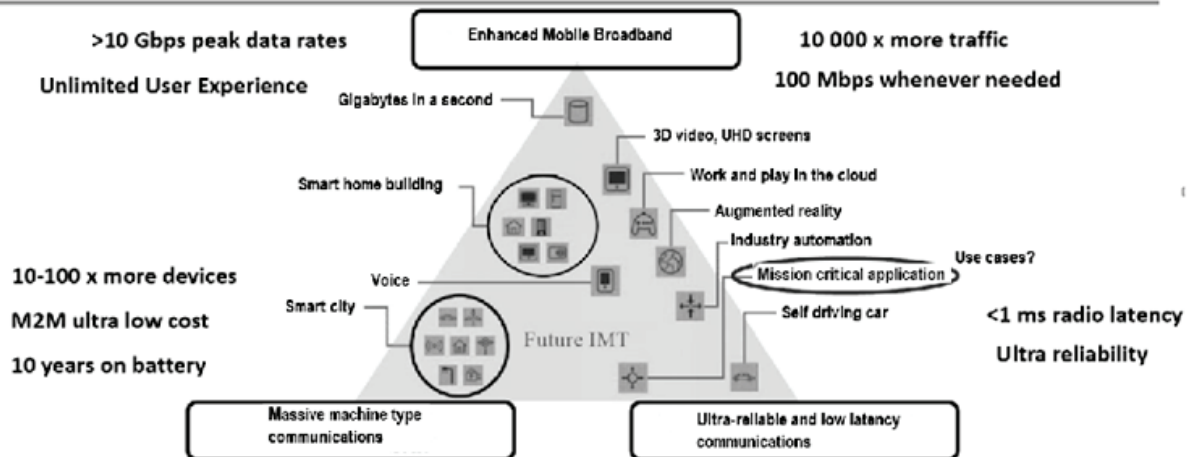 Enhanced Mobile Broadband
>10 Gbps peak data rates
Unlimited User Experience
10 000 x more traffic
100 Mbps whenever needed
Gigabytes in a second
3D video, UHD screens
Smart home building
Work and play in the cloud
Augmented reality
Industry automation
Use cases?
Mission critical application
Voice
Smart city
Self driving car
10-100 x more devices
M2M ultra low cost
10 years on battery
Future IMT
<1 ms radio latency
Ultra reliability
Massive machine type
communications
Ultra-reliable and low latency
communications